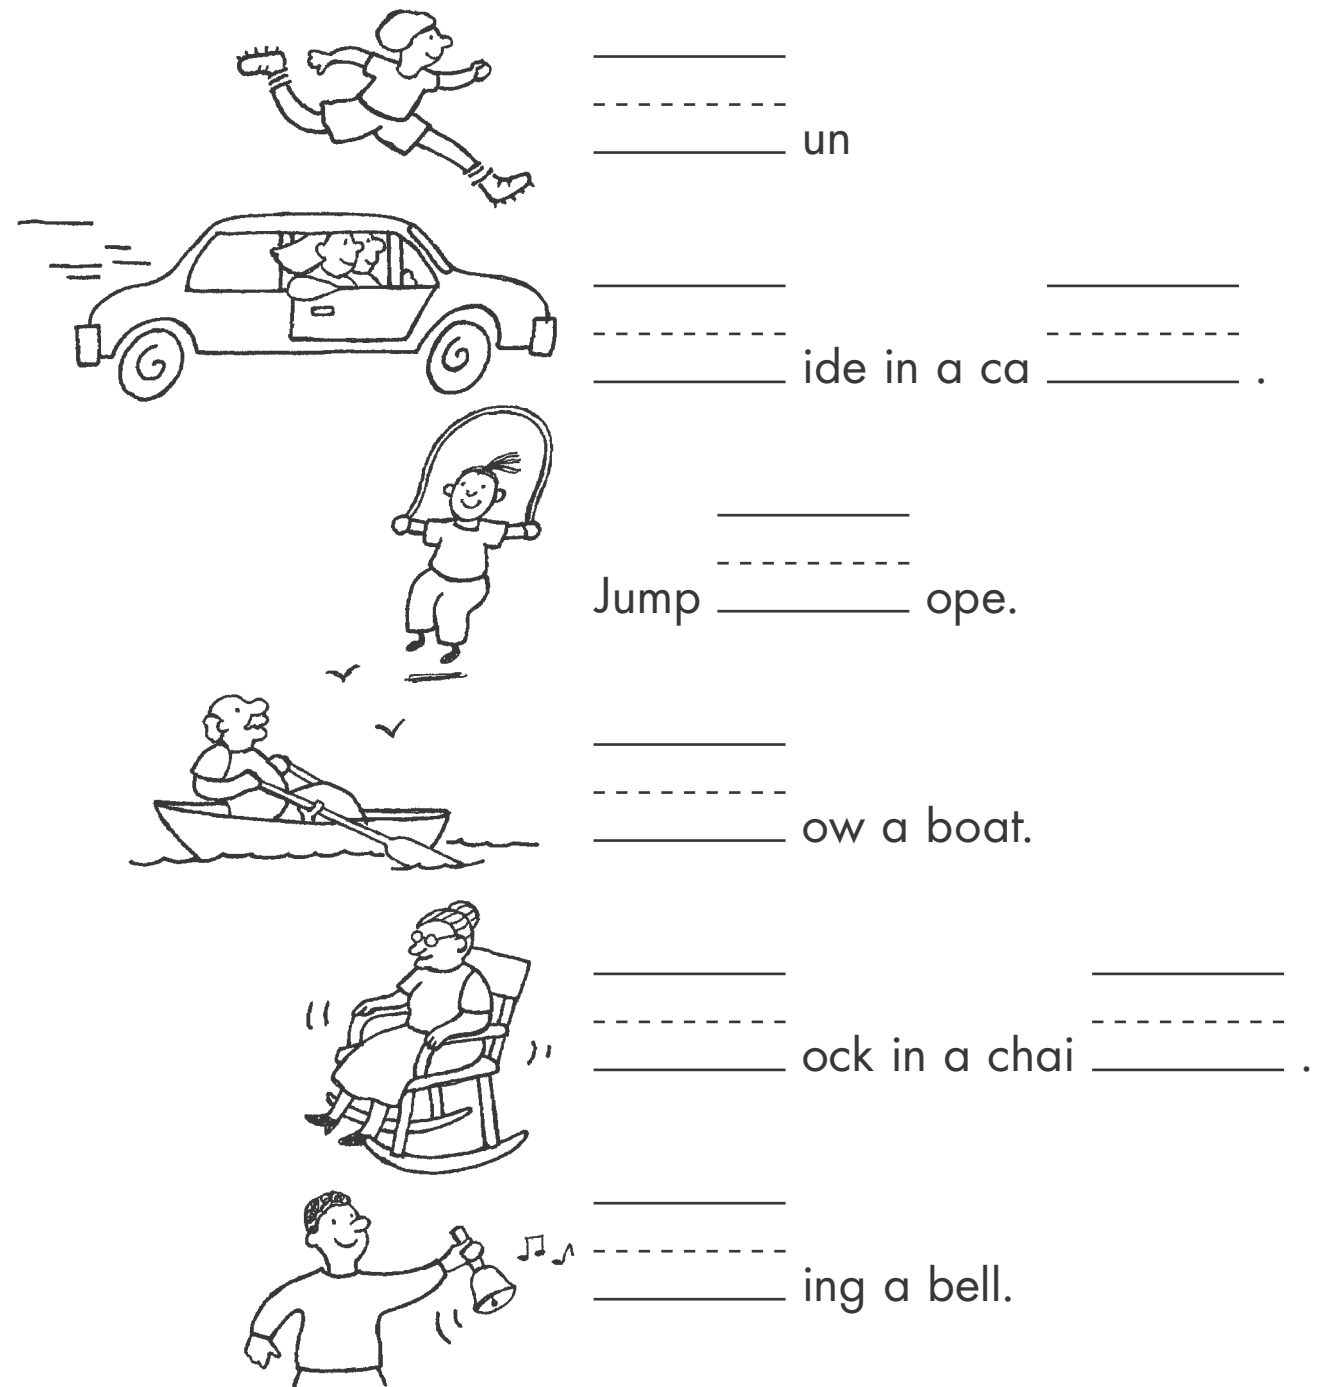 un
ide in a ca .
Jump ope.
ow a boat.
ock in a chai .
ing a bell.